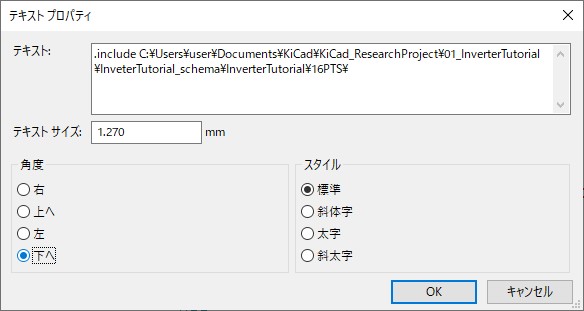 テキスト プロパティ
テキスト:
.include C:¥Users¥user¥Documents¥KiCad¥KiCad_ResearchProject¥01_InverterTutorial
¥InveterTutorial_schema¥InverterTutorial¥16PTS¥
テキスト サイズ: 1.270 mm
角度
右
上へ
左
下へ
スタイル
標準
斜体字
太字
斜太字
OK キャンセル